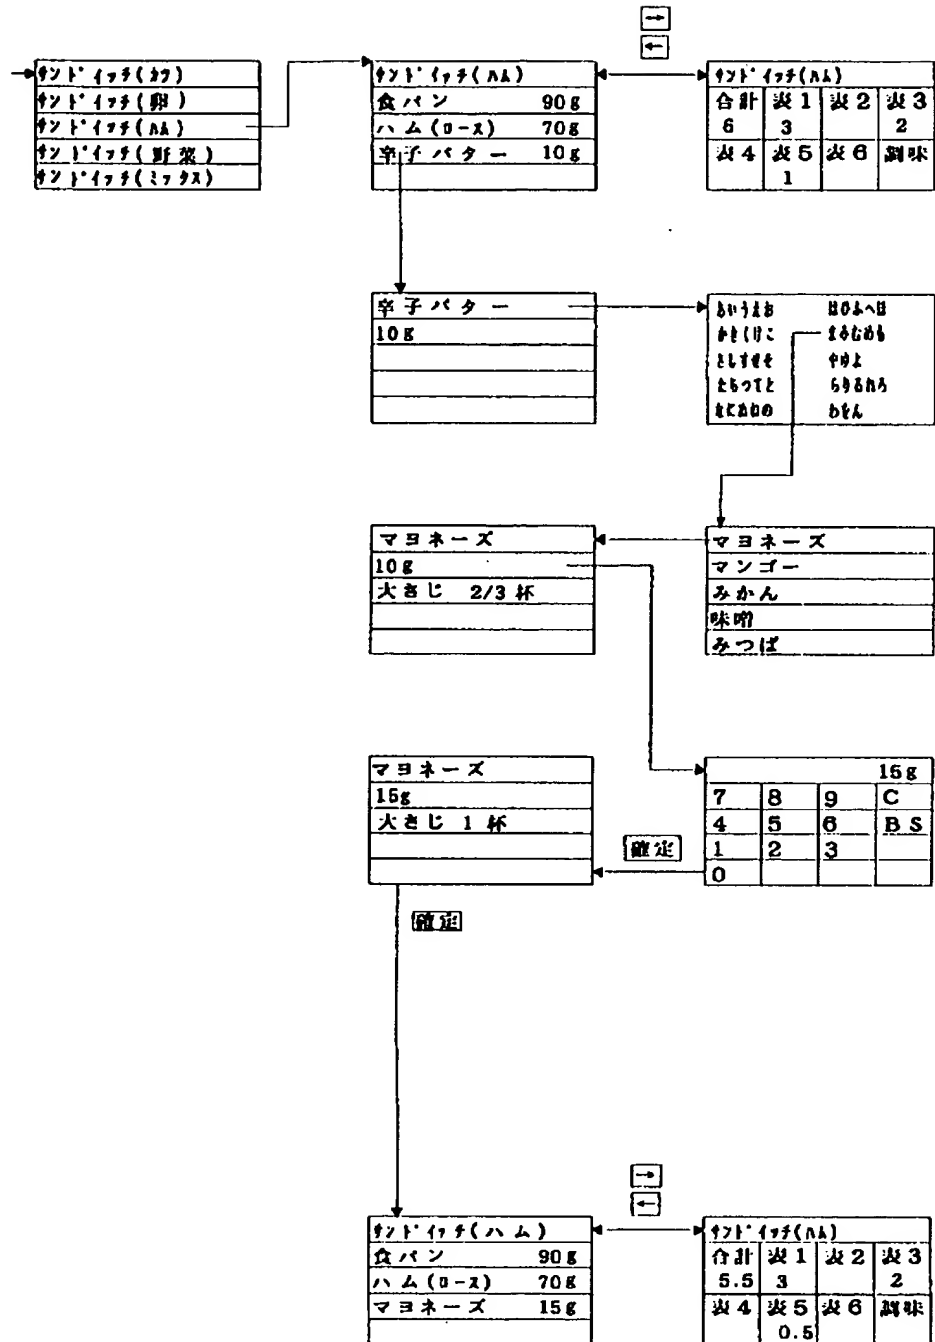 →
←
サンドイッチ(カツ)
サンドイッチ(卵)
サンドイッチ(ハム)
サンドイッチ(野菜)
サンドイッチ(ミックス)
サンドイッチ(ハム)
食パン 90g
ハム(ロース) 70g
辛子バター 10g
サンドイッチ(ハム)
合計 表1 表2 表3
6 3 2
表4 表5 表6 調味
1
辛子バター
10g
あいうえお はひふへほ
かきくけこ まみむめも
さしすせそ やゆよ
たちつてと らりるれろ
なにぬねの わをん
マヨネーズ
10g
大さじ 2/3杯
マヨネーズ
マンゴー
みかん
味噌
みつば
マヨネーズ
15g
大さじ 1杯
確定
15g
7 8 9 C
4 5 6 BS
1 2 3
0
確定
→
←
サンドイッチ(ハム)
食パン 90g
ハム(ロース) 70g
マヨネーズ 15g
サンドイッチ(ハム)
合計 表1 表2 表3
5.5 3 2
表4 表5 表6 調味
0.5